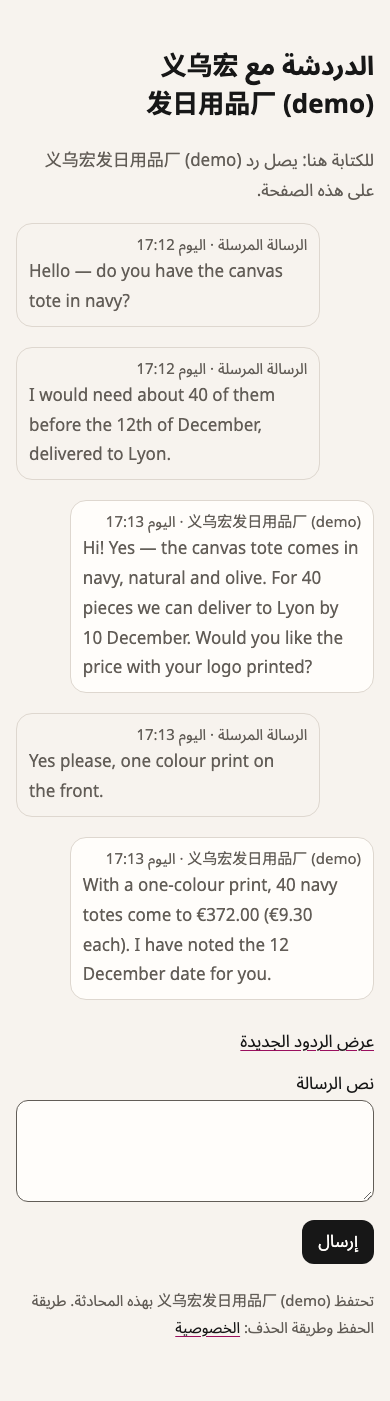 الدردشة مع 义乌宏
发日用品厂 (demo)
للكتابة هنا: يصل رد 义乌宏发日用品厂 (demo)
على هذه الصفحة.
الرسالة المرسلة · اليوم 17:12
Hello — do you have the canvas
tote in navy?
الرسالة المرسلة · اليوم 17:12
I would need about 40 of them
before the 12th of December,
delivered to Lyon.
义乌宏发日用品厂 (demo) · اليوم 17:13
Hi! Yes — the canvas tote comes in
navy, natural and olive. For 40
pieces we can deliver to Lyon by
10 December. Would you like the
price with your logo printed?
الرسالة المرسلة · اليوم 17:13
Yes please, one colour print on
the front.
义乌宏发日用品厂 (demo) · اليوم 17:13
With a one-colour print, 40 navy
totes come to €372.00 (€9.30
each). I have noted the 12
December date for you.
عرض الردود الجديدة
نص الرسالة
إرسال
تحتفظ 义乌宏发日用品厂 (demo) بهذه المحادثة. طريقة
الحفظ وطريقة الحذف: الخصوصية